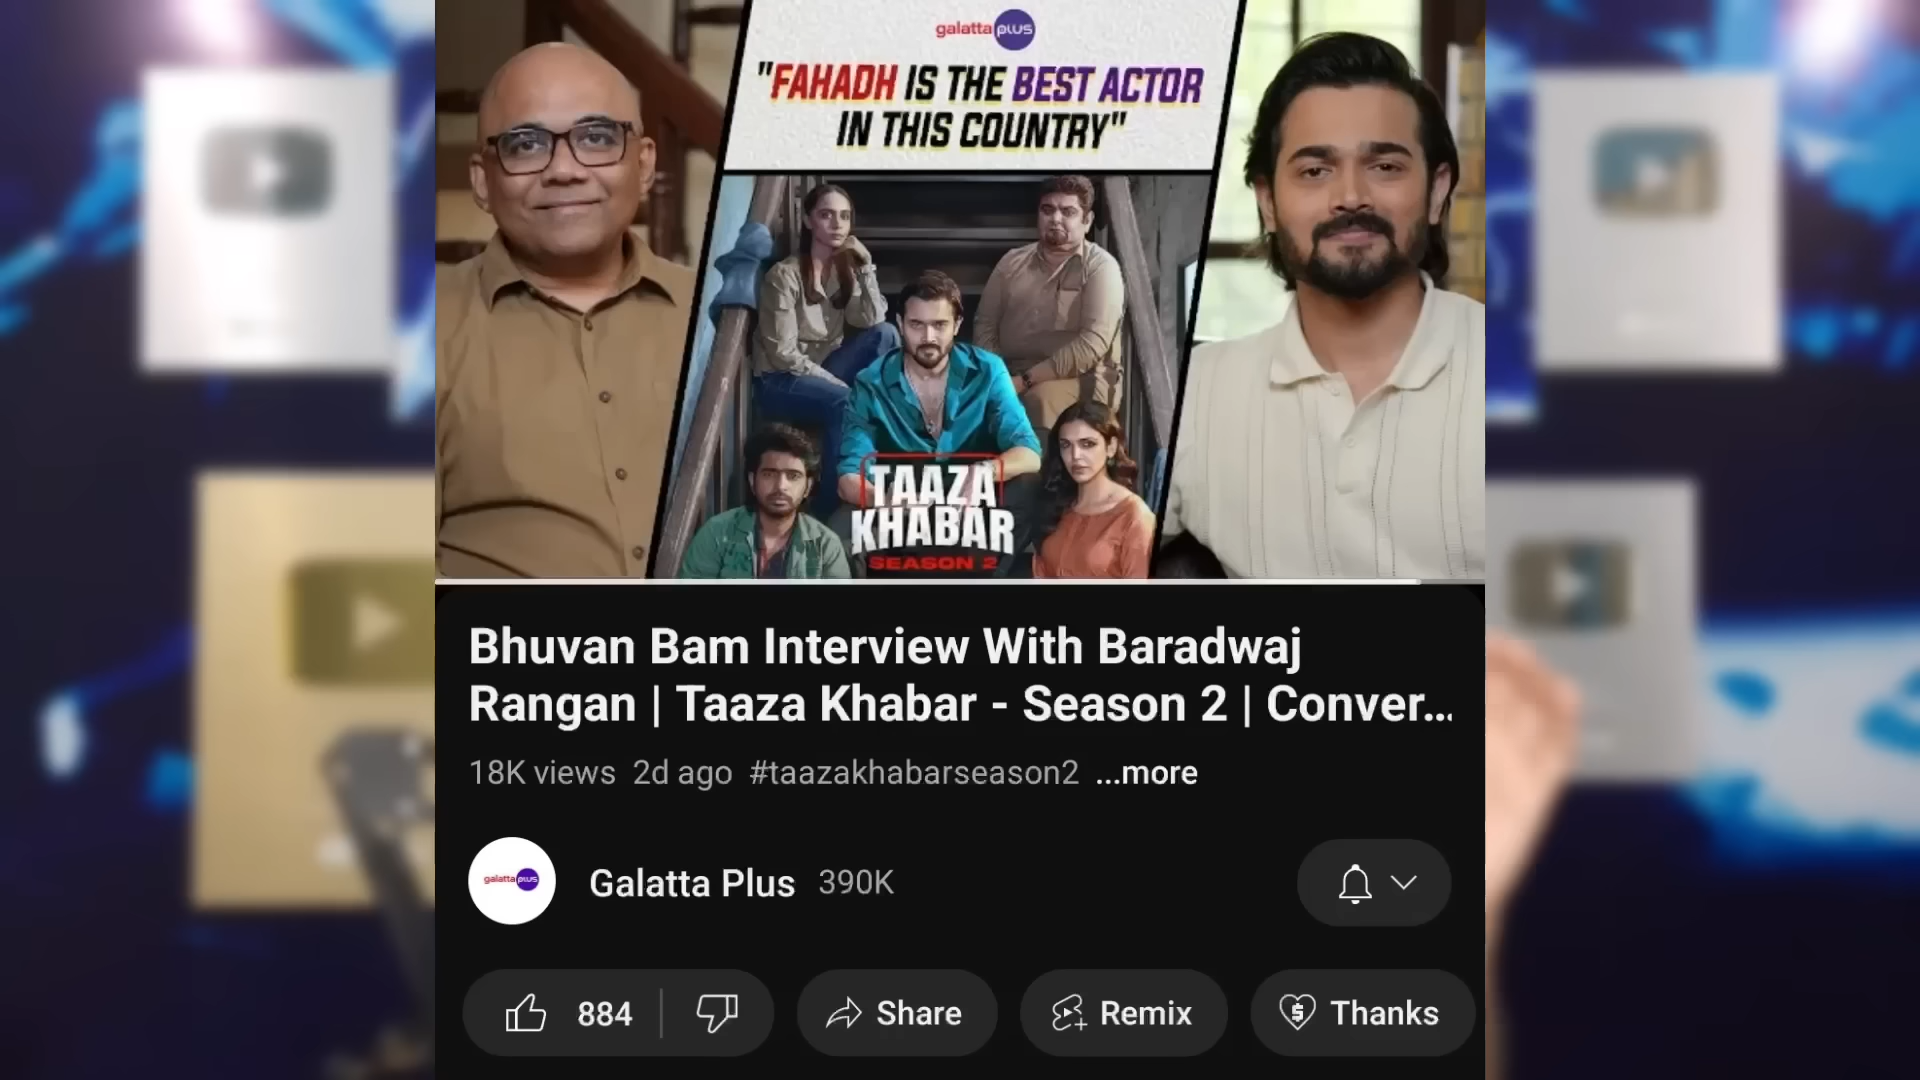 galatta plus
"FAHADH IS THE BEST ACTOR
IN THIS COUNTRY"
TAAZA
KHABAR
SEASON 2
Bhuvan Bam Interview With Baradwaj
Rangan | Taaza Khabar - Season 2 | Conver...
18K views 2d ago #taazakhabarseason2 ...more
galatta plus
Galatta Plus 390K
884
Share
Remix
Thanks